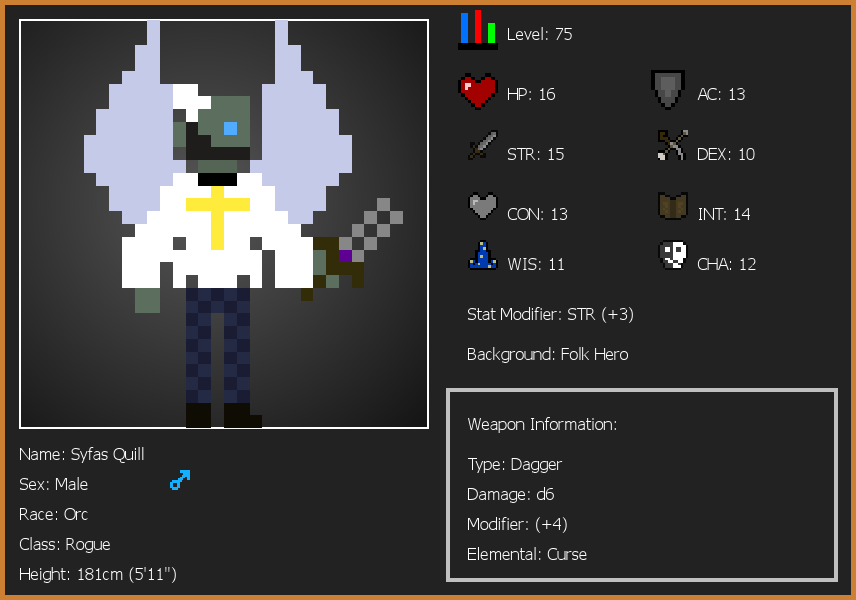 Level: 75
HP: 16
AC: 13
STR: 15
DEX: 10
CON: 13
INT: 14
WIS: 11
CHA: 12
Stat Modifier: STR (+3)
Background: Folk Hero
Weapon Information:
Type: Dagger
Damage: d6
Modifier: (+4)
Elemental: Curse
Name: Syfas Quill
Sex: Male
Race: Orc
Class: Rogue
Height: 181cm (5'11")